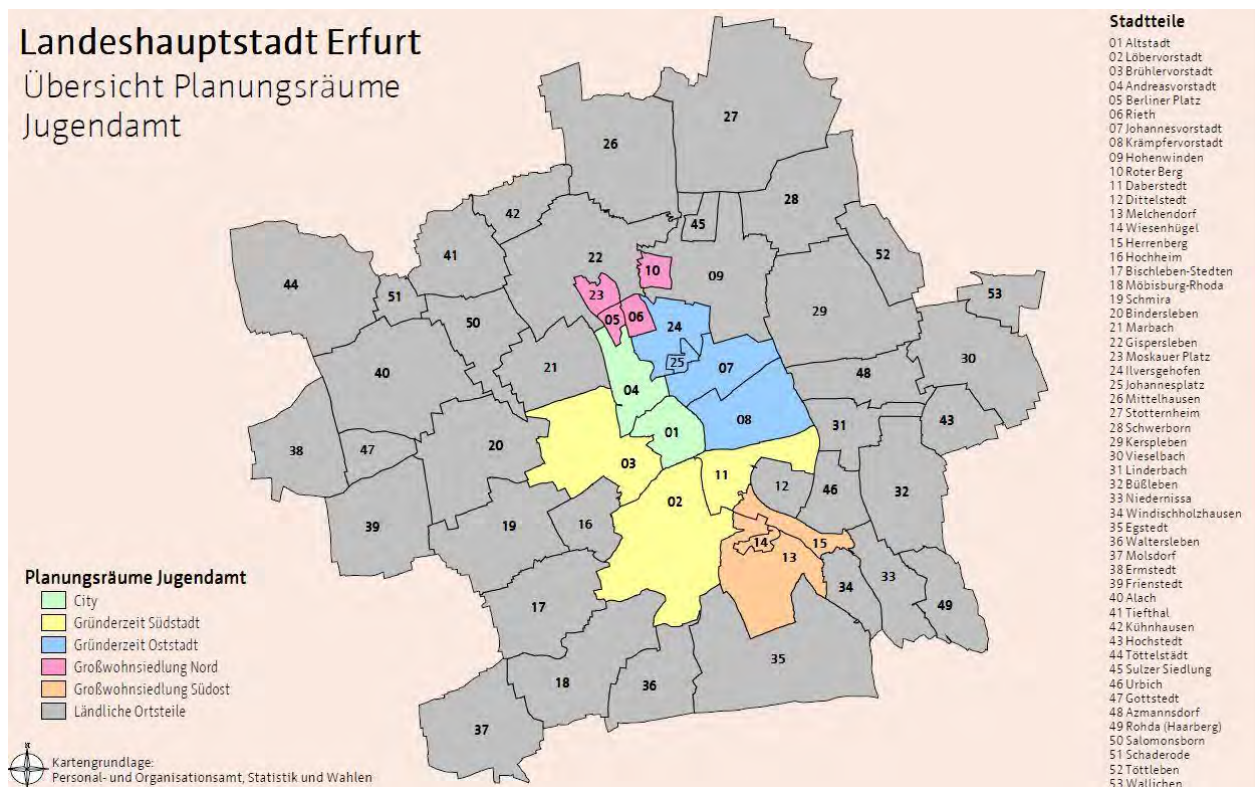 Landeshauptstadt Erfurt
Übersicht Planungsräume
Jugendamt
Stadtteile
01 Altstadt
02 Löbervorstadt
03 Brühlervorstadt
04 Andreasvorstadt
05 Berliner Platz
06 Rieth
07 Johannesvorstadt
08 Krämpfervorstadt
09 Hohenwinden
10 Roter Berg
11 Daberstedt
12 Dittelstedt
13 Melchendorf
14 Wiesenhügel
15 Herrenberg
16 Hochheim
17 Bischleben-Stedten
18 Möbisburg-Rhoda
19 Schmira
20 Bindersleben
21 Marbach
22 Gispersleben
23 Moskauer Platz
24 Ilversgehofen
25 Johannesplatz
26 Mittelhausen
27 Stotternheim
28 Schwerborn
29 Kerspleben
30 Vieselbach
31 Linderbach
32 Büßleben
33 Niedernissa
34 Windischholzhausen
35 Egstedt
36 Waltersleben
37 Molsdorf
38 Ermstedt
39 Frienstedt
40 Alach
41 Tiefthal
42 Kühnhausen
43 Hochstedt
44 Töttelstädt
45 Sulzer Siedlung
46 Urbich
47 Gottstedt
48 Azmannsdorf
49 Rohda (Haarberg)
50 Salomonsborn
51 Schaderode
52 Töttleben
53 Wallichen
27
26
28
42
45
41
22
52
44
10
09
53
51
23
50
05
06
24
29
30
25
21
07
48
40
04
08
43
31
01
38
47
20
03
11
12
46
32
02
39
19
16
14
15
13
34
33
49
17
35
18
36
37
Planungsräume Jugendamt
City
Gründerzeit Südstadt
Gründerzeit Oststadt
Großwohnsiedlung Nord
Großwohnsiedlung Südost
Ländliche Ortsteile
N
Kartengrundlage:
Personal- und Organisationsamt, Statistik und Wahlen